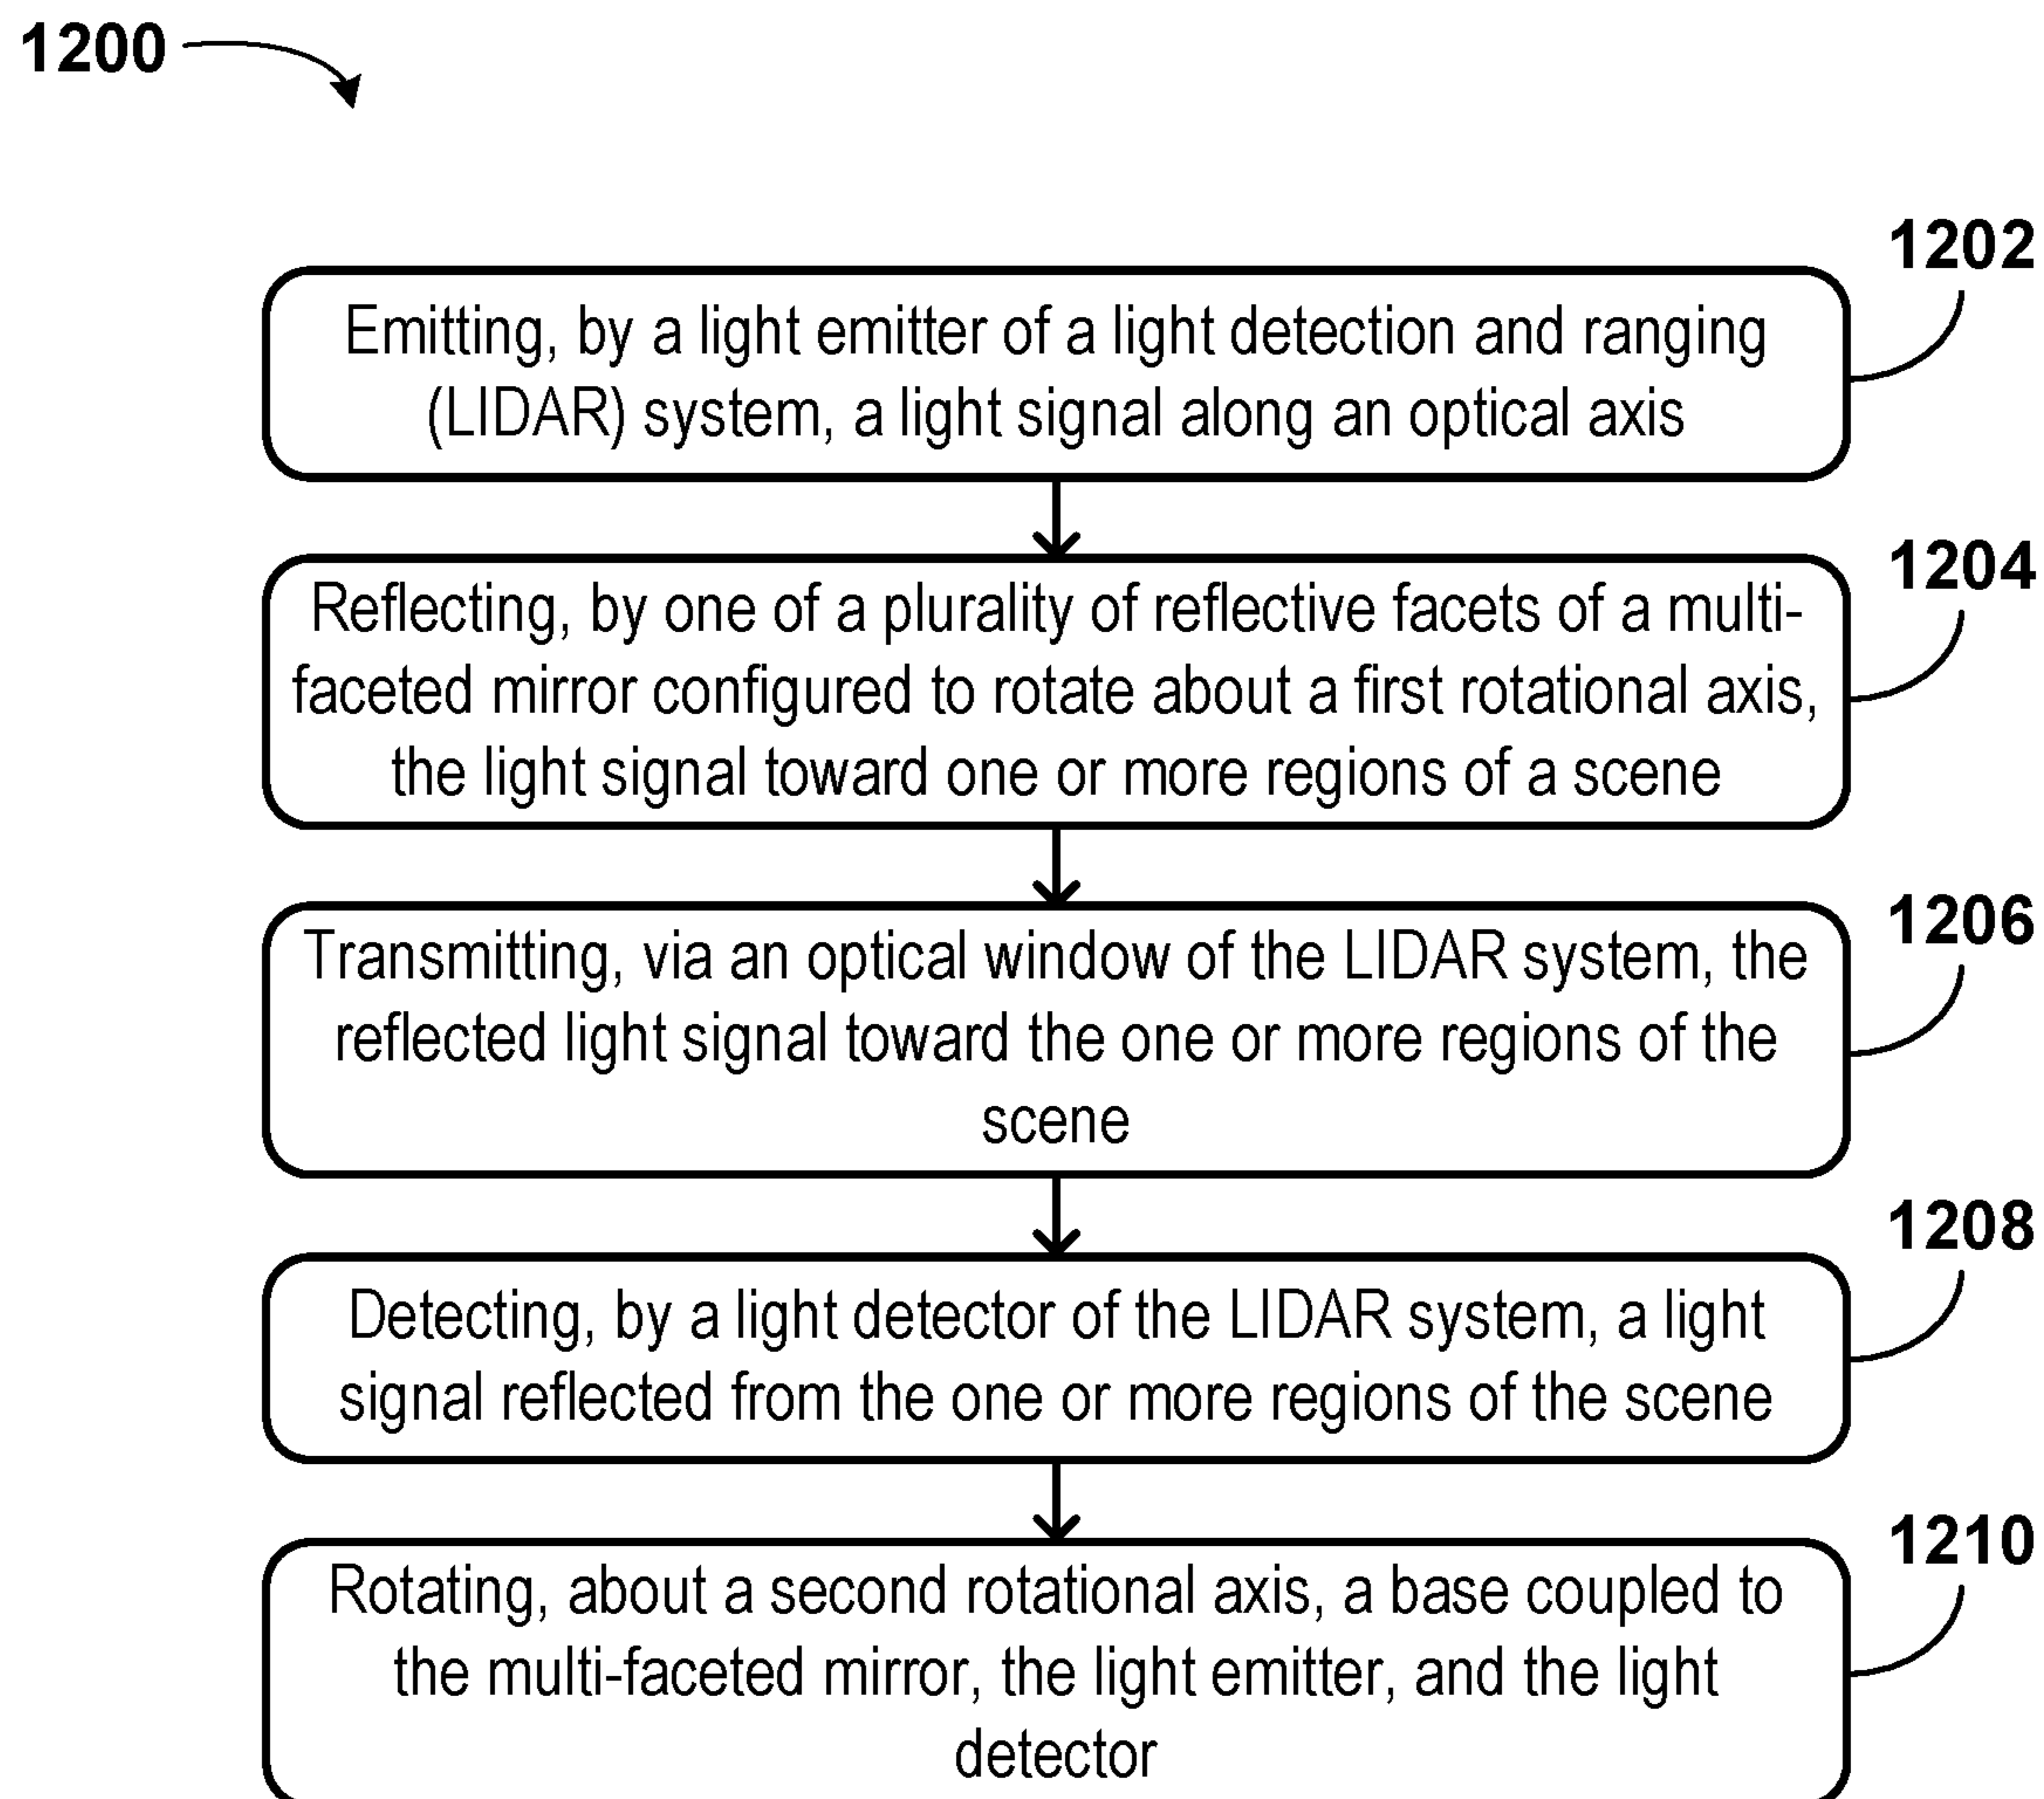 1200
1202
Emitting, by a light emitter of a light detection and ranging
(LIDAR) system, a light signal along an optical axis
1204
Reflecting, by one of a plurality of reflective facets of a multi-
faceted mirror configured to rotate about a first rotational axis,
the light signal toward one or more regions of a scene
1206
Transmitting, via an optical window of the LIDAR system, the
reflected light signal toward the one or more regions of the
scene
1208
Detecting, by a light detector of the LIDAR system, a light
signal reflected from the one or more regions of the scene
1210
Rotating, about a second rotational axis, a base coupled to
the multi-faceted mirror, the light emitter, and the light
detector